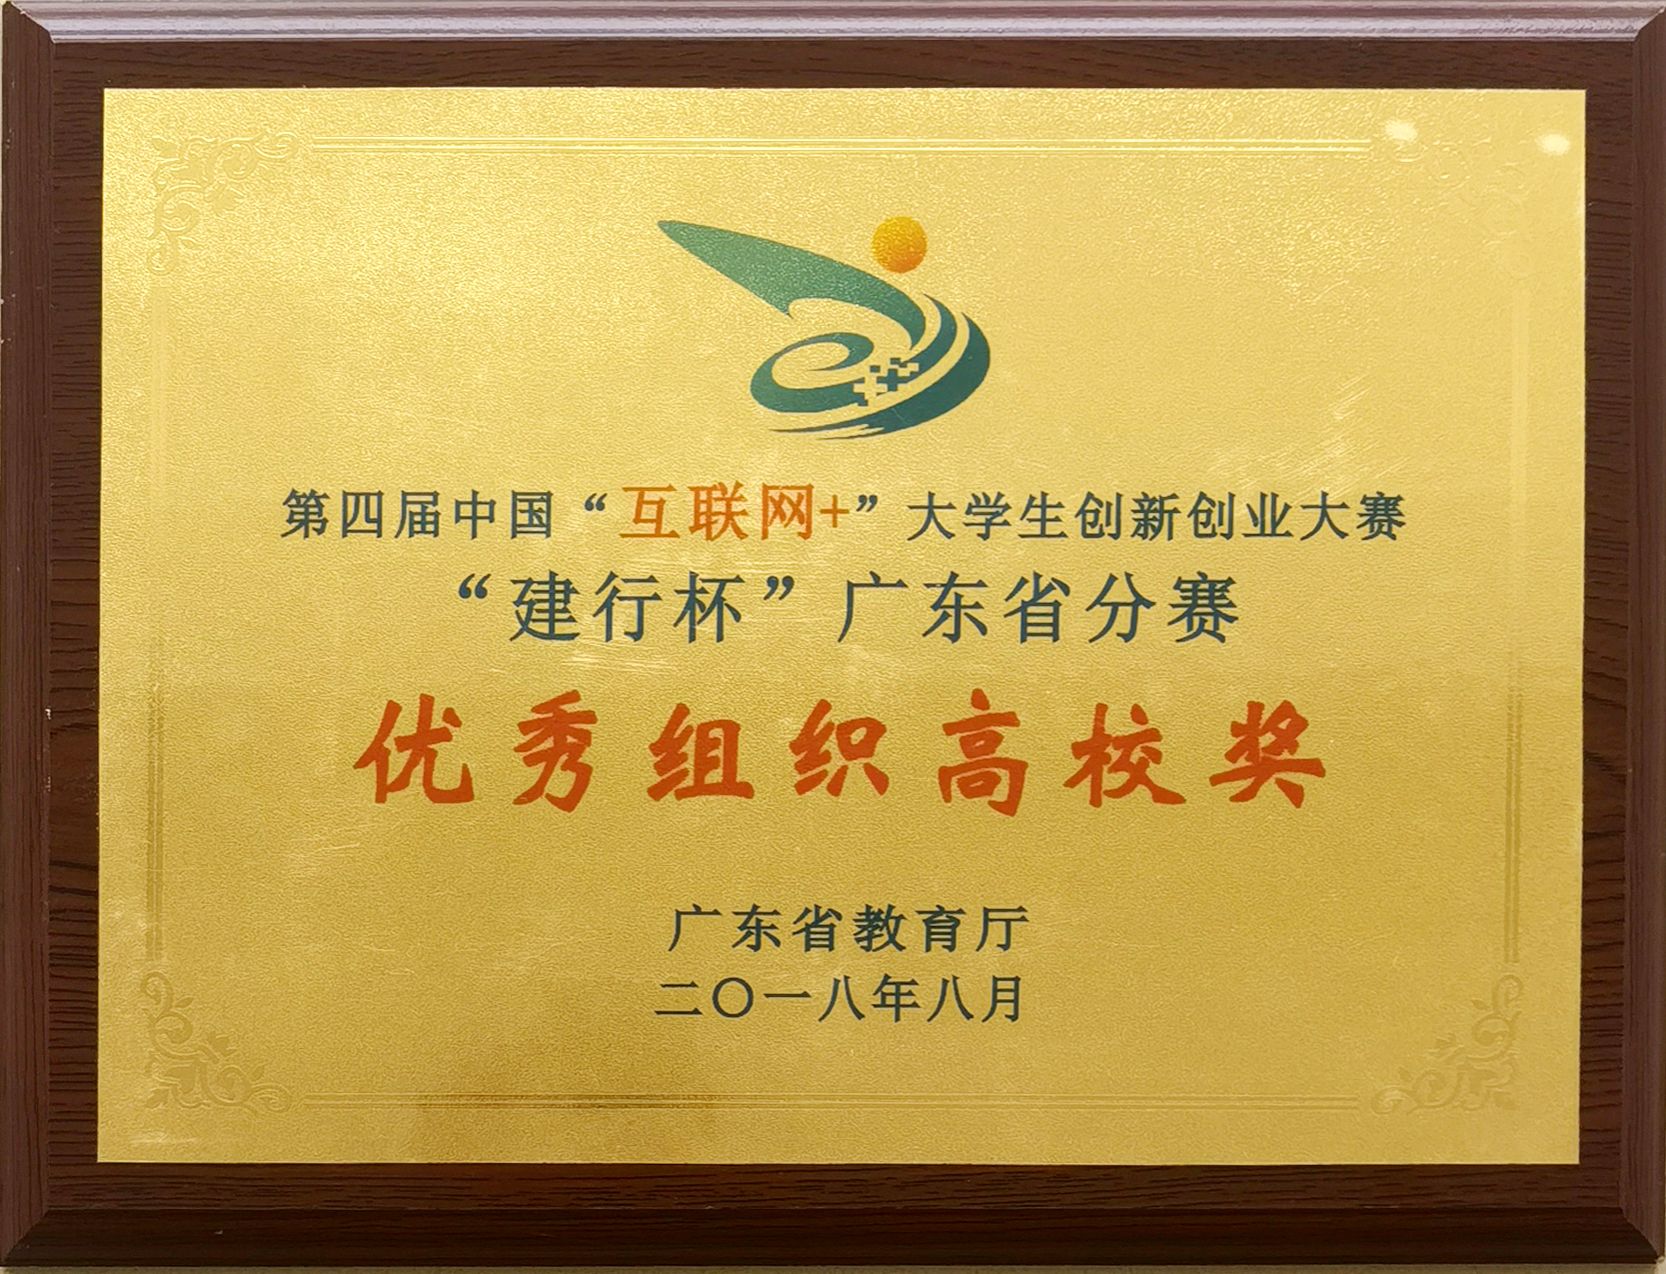 第四届中国“互联网+”大学生创新创业大赛
“建行杯”广东省分赛
优秀组织高校奖
广东省教育厅
二〇一八年八月